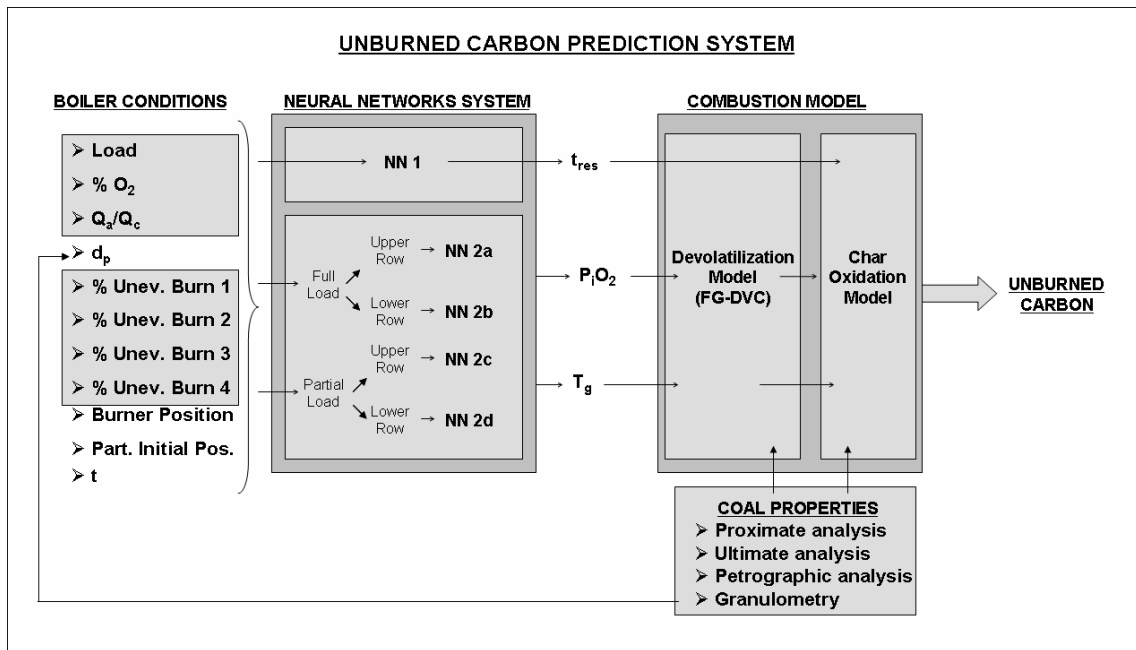 UNBURNED CARBON PREDICTION SYSTEM
BOILER CONDITIONS
➢ Load
➢ % O₂
➢ Qₐ/Q꜀
➢ dₚ
➢ % Unev. Burn 1
➢ % Unev. Burn 2
➢ % Unev. Burn 3
➢ % Unev. Burn 4
➢ Burner Position
➢ Part. Initial Pos.
➢ t
NEURAL NETWORKS SYSTEM
NN 1
Full
Load
Upper
Row
NN 2a
Lower
Row
NN 2b
Partial
Load
Upper
Row
NN 2c
Lower
Row
NN 2d
t_res
PᵢO₂
T_g
COMBUSTION MODEL
Devolatilization
Model
(FG-DVC)
Char
Oxidation
Model
UNBURNED
CARBON
COAL PROPERTIES
➢ Proximate analysis
➢ Ultimate analysis
➢ Petrographic analysis
➢ Granulometry